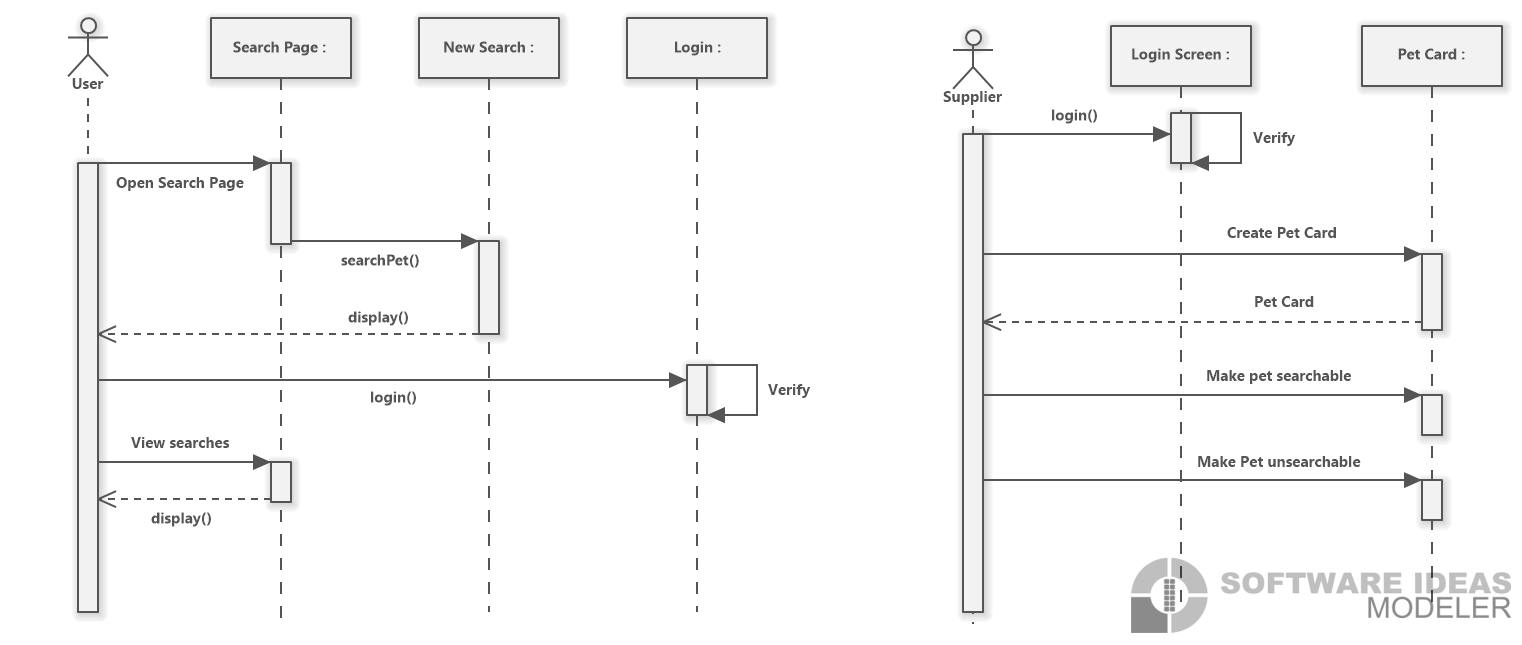 User
Search Page :
New Search :
Login :
Open Search Page
searchPet()
display()
login()
Verify
View searches
display()
Supplier
Login Screen :
Pet Card :
login()
Verify
Create Pet Card
Pet Card
Make pet searchable
Make Pet unsearchable
SOFTWARE IDEAS
MODELER